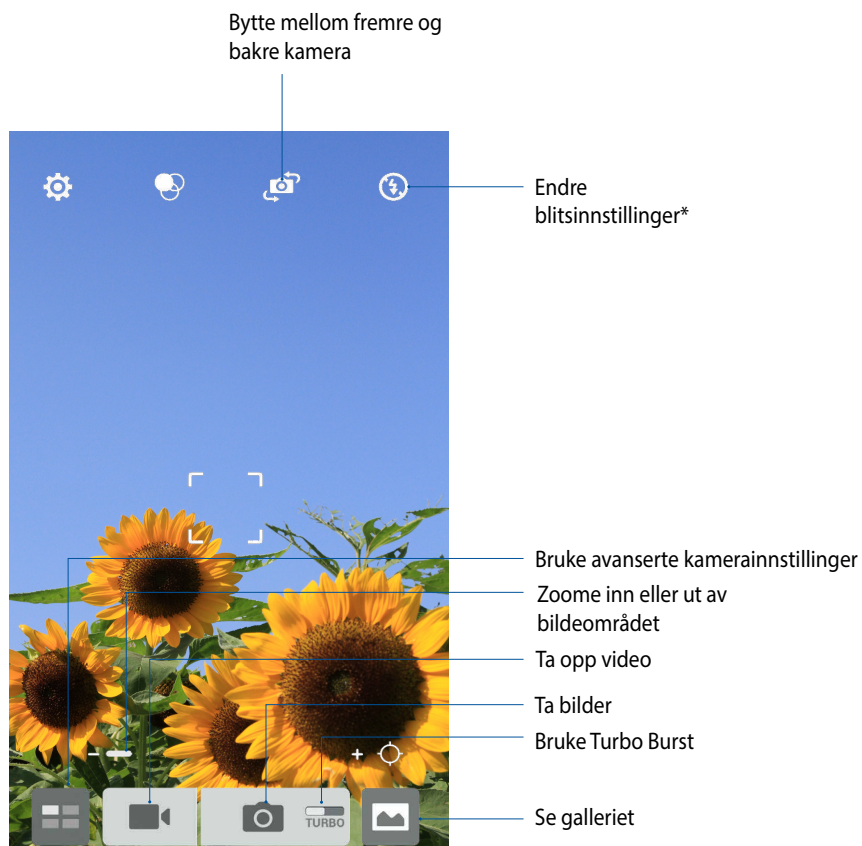 Bytte mellom fremre og
bakre kamera
Endre
blitsinnstillinger*
Bruke avanserte kamerainnstillinger
Zoome inn eller ut av
bildeområdet
Ta opp video
Ta bilder
Bruke Turbo Burst
TURBO
Se galleriet